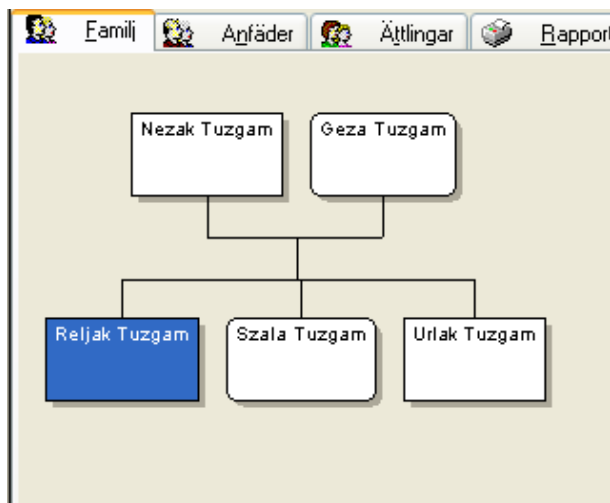 Familj Anfäder Ättlingar Rapport
Nezak Tuzgam Geza Tuzgam
Reljak Tuzgam Szala Tuzgam Urlak Tuzgam